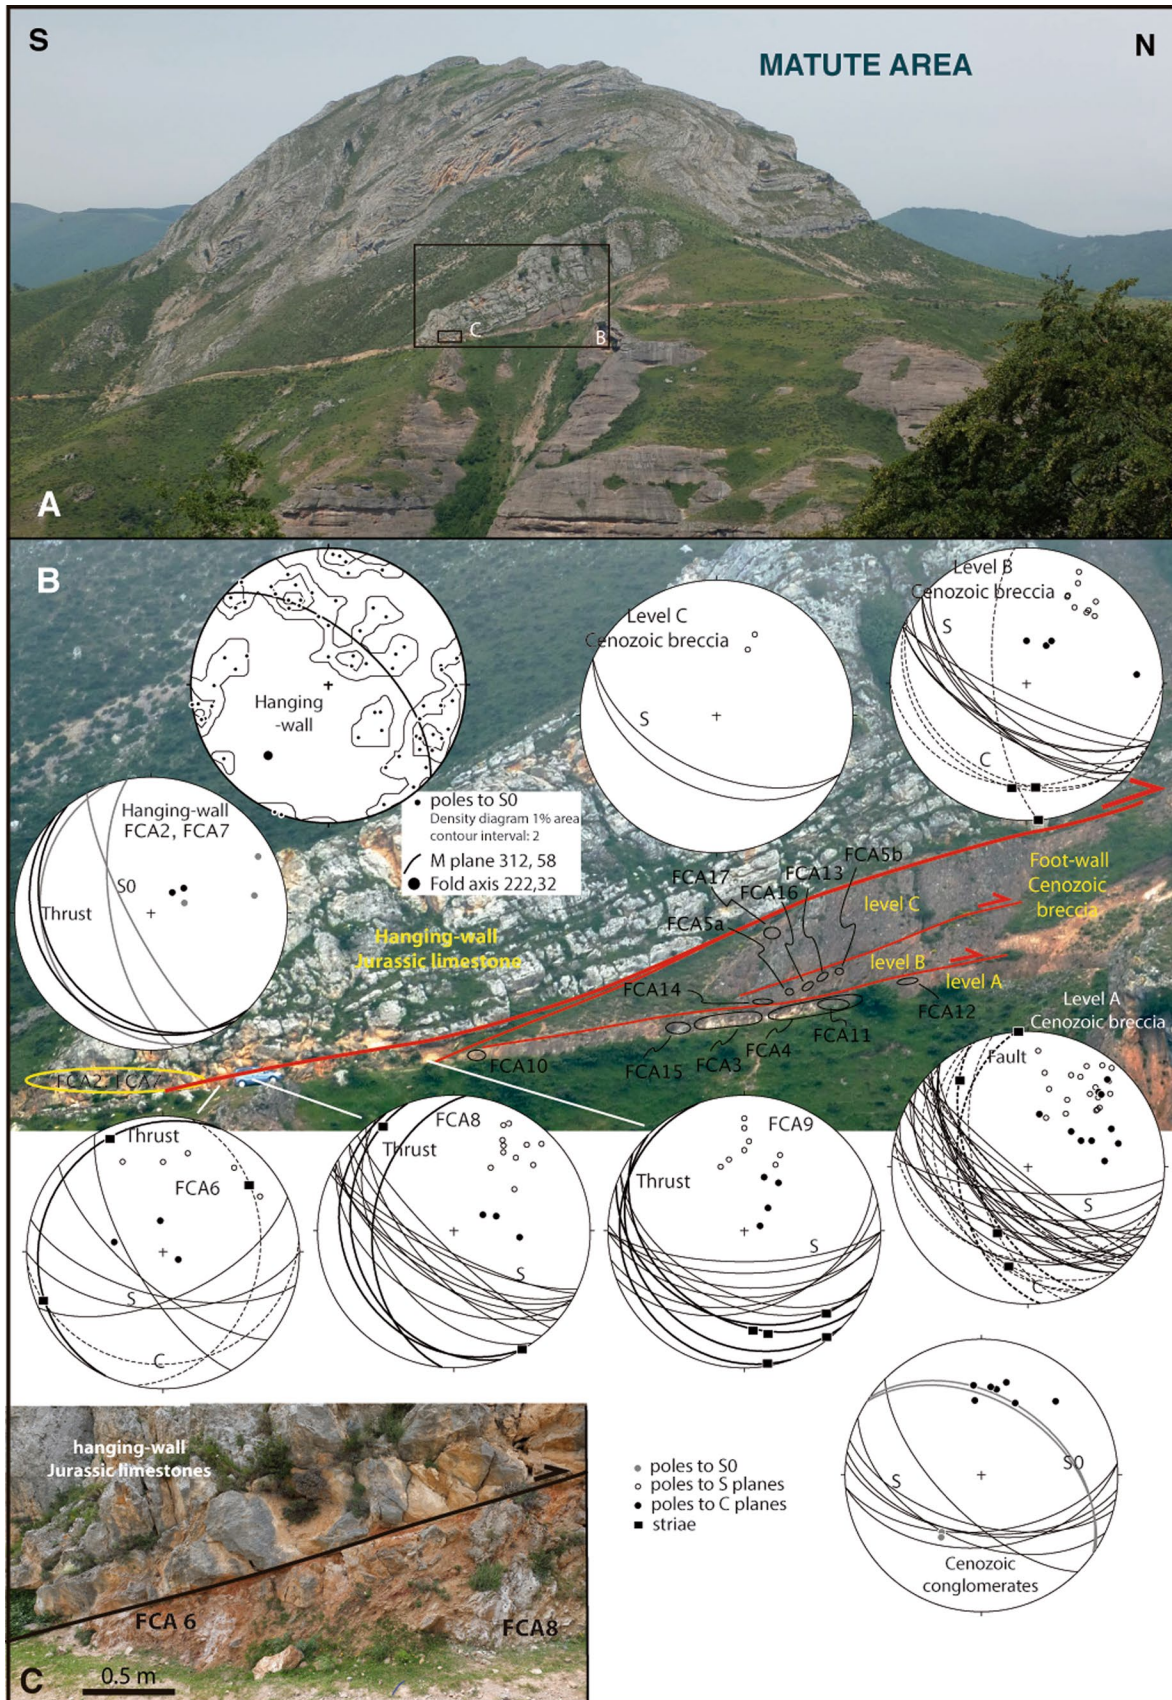 S
N
MATUTE AREA
C
B
A
B
Hanging
-wall
Level C
Cenozoic breccia
S
Level B
Cenozoic breccia
S
C
Hanging-wall
FCA2, FCA7
S0
Thrust
poles to S0
Density diagram 1% area
contour interval: 2
M plane 312, 58
Fold axis 222,32
Hanging-wall
Jurassic limestone
FCA17
FCA16
FCA13
FCA5b
FCA5a
level C
Foot-wall
Cenozoic
breccia
level B
level A
FCA14
FCA12
FCA11
FCA10
FCA15
FCA3
FCA4
FCA2, FCA7
Level A
Cenozoic breccia
Fault
S
C
Thrust
FCA6
S
C
FCA8
Thrust
S
FCA9
Thrust
S
S
S0
Cenozoic
conglomerates
hanging-wall
Jurassic limestones
FCA 6
FCA8
C
0.5 m
poles to S0
poles to S planes
poles to C planes
striae